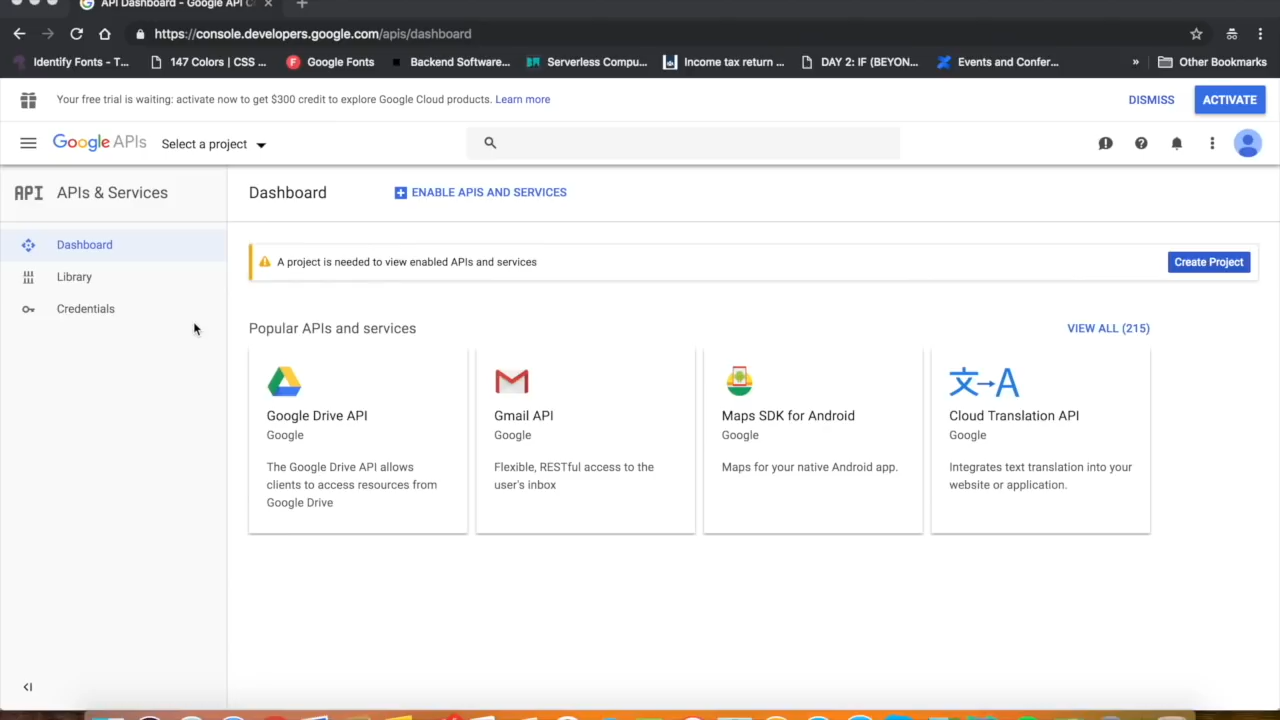 API Dashboard - Google API C
https://console.developers.google.com/apis/dashboard
Identify Fonts - T... 147 Colors | CSS ... Google Fonts Backend Software... Serverless Compu... Income tax return ... DAY 2: IF (BEYON... Events and Confer... » Other Bookmarks
Your free trial is waiting: activate now to get $300 credit to explore Google Cloud products. Learn more DISMISS ACTIVATE
Google APIs Select a project
API APIs & Services Dashboard ENABLE APIS AND SERVICES
Dashboard
Library
Credentials
A project is needed to view enabled APIs and services Create Project
Popular APIs and services VIEW ALL (215)
Google Drive API
Google
The Google Drive API allows
clients to access resources from
Google Drive
Gmail API
Google
Flexible, RESTful access to the
user's inbox
Maps SDK for Android
Google
Maps for your native Android app.
Cloud Translation API
Google
Integrates text translation into your
website or application.